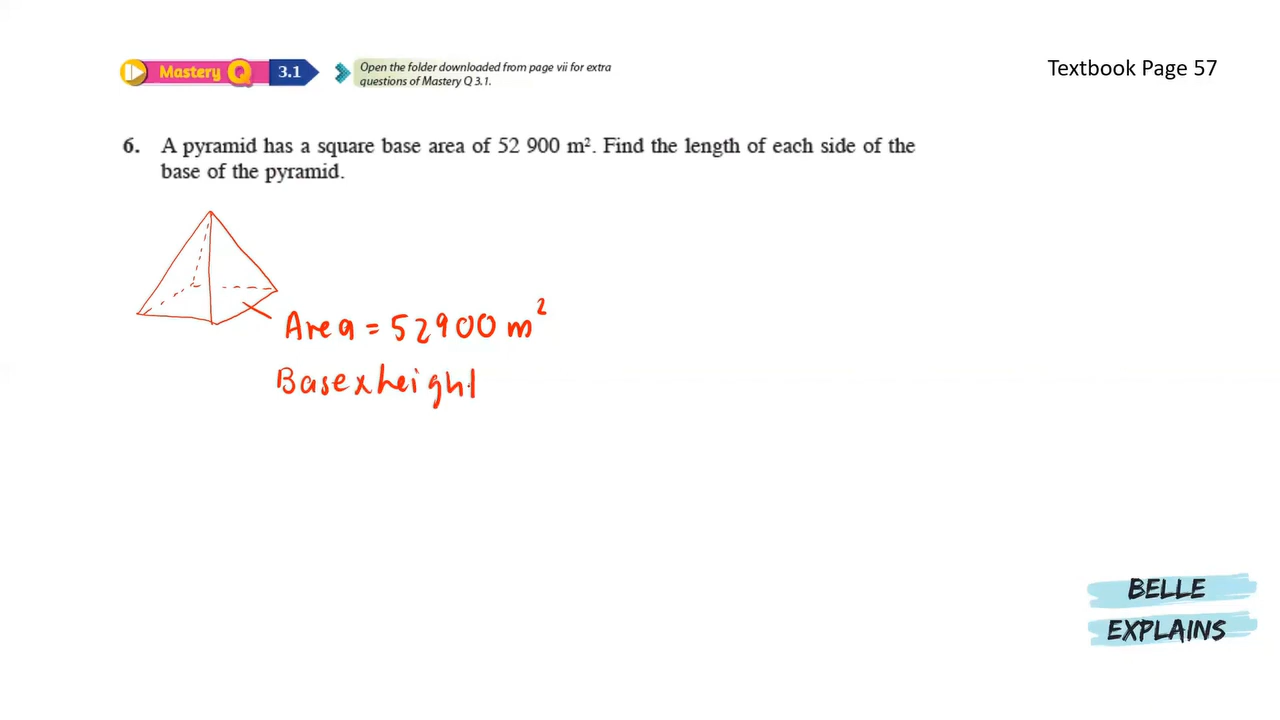 Mastery Q 3.1
Open the folder downloaded from page vii for extra
questions of Mastery Q 3.1.
Textbook Page 57
6. A pyramid has a square base area of 52 900 m². Find the length of each side of the
base of the pyramid.
Area = 52900 m²
Base x height
BELLE
EXPLAINS